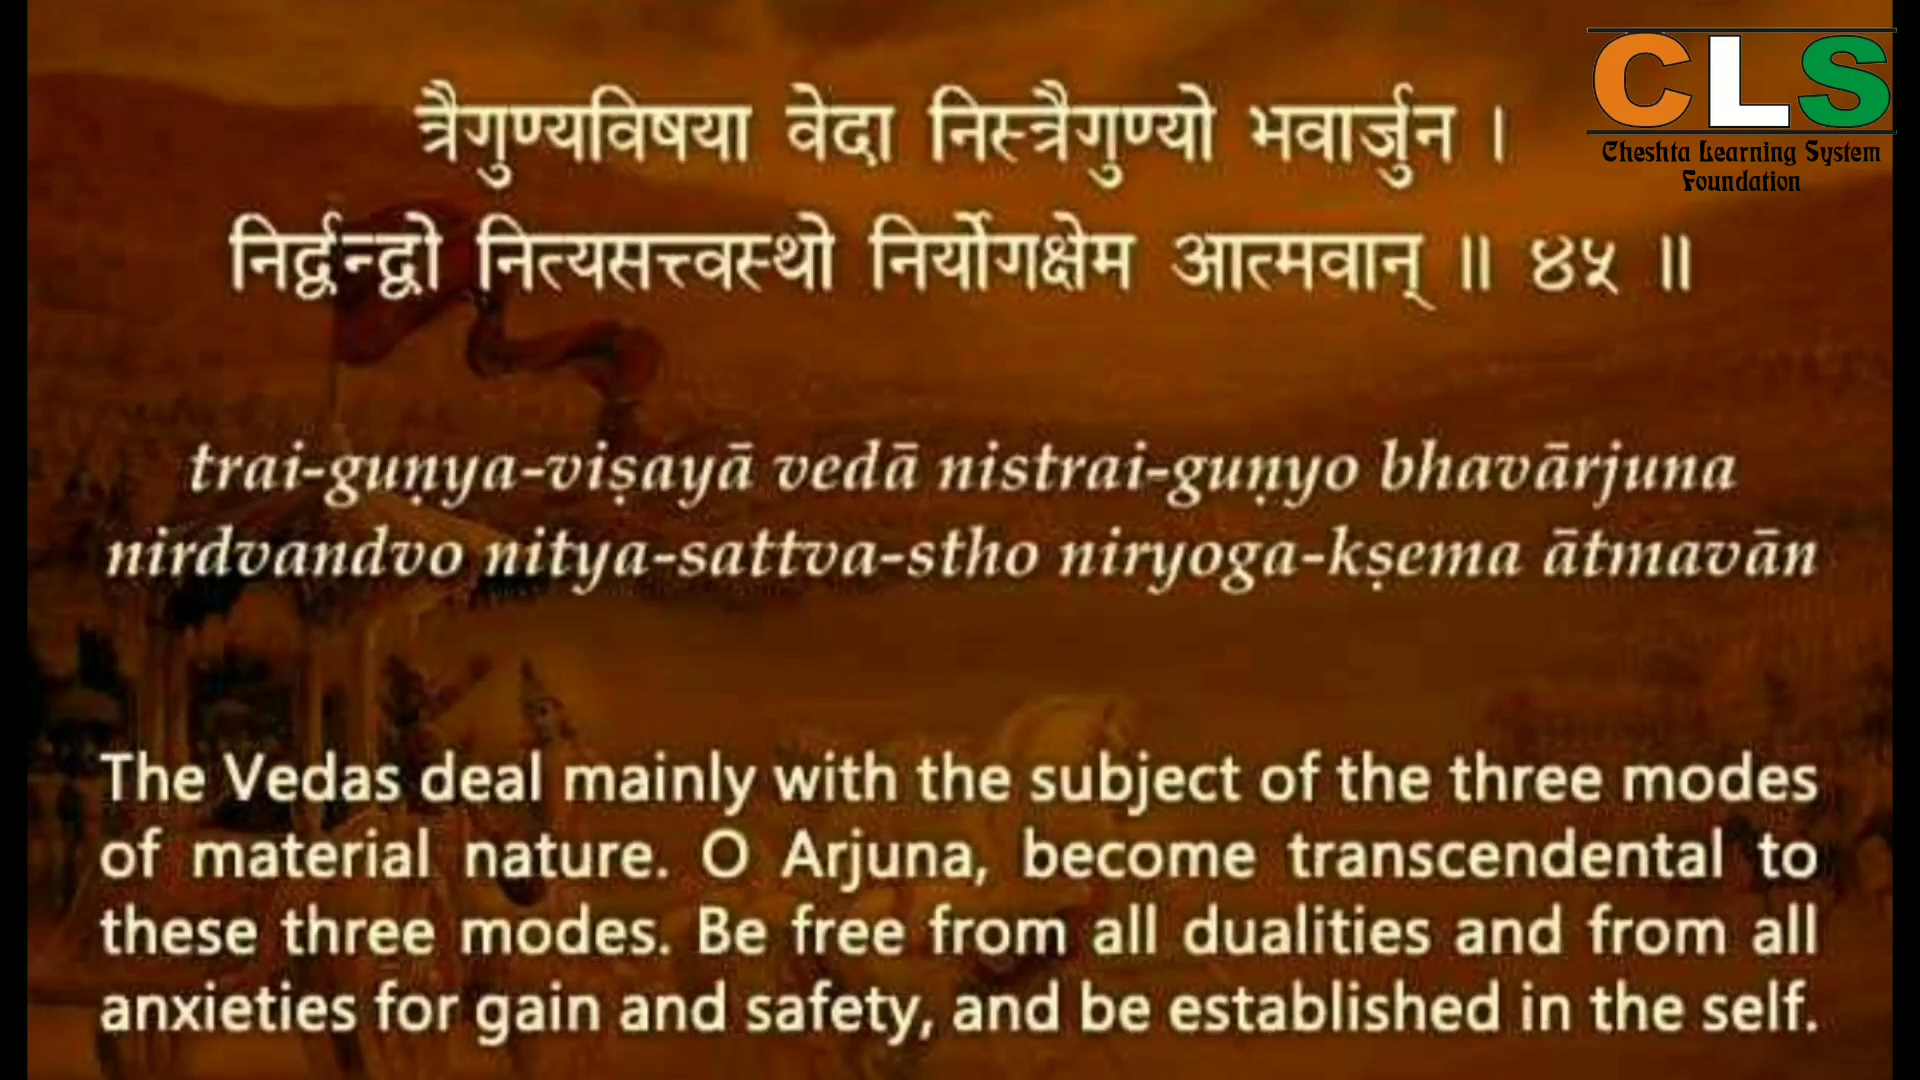 त्रैगुण्यविषया वेदा निस्त्रैगुण्यो भवार्जुन ।
निर्द्वन्द्वो नित्यसत्त्वस्थो निर्योगक्षेम आत्मवान् ॥ ४५ ॥
CLS
Cheshta Learning System
Foundation
trai-guṇya-viṣayā vedā nistrai-guṇyo bhavārjuna
nirdvandvo nitya-sattva-stho niryoga-kṣema ātmavān
The Vedas deal mainly with the subject of the three modes
of material nature. O Arjuna, become transcendental to
these three modes. Be free from all dualities and from all
anxieties for gain and safety, and be established in the self.